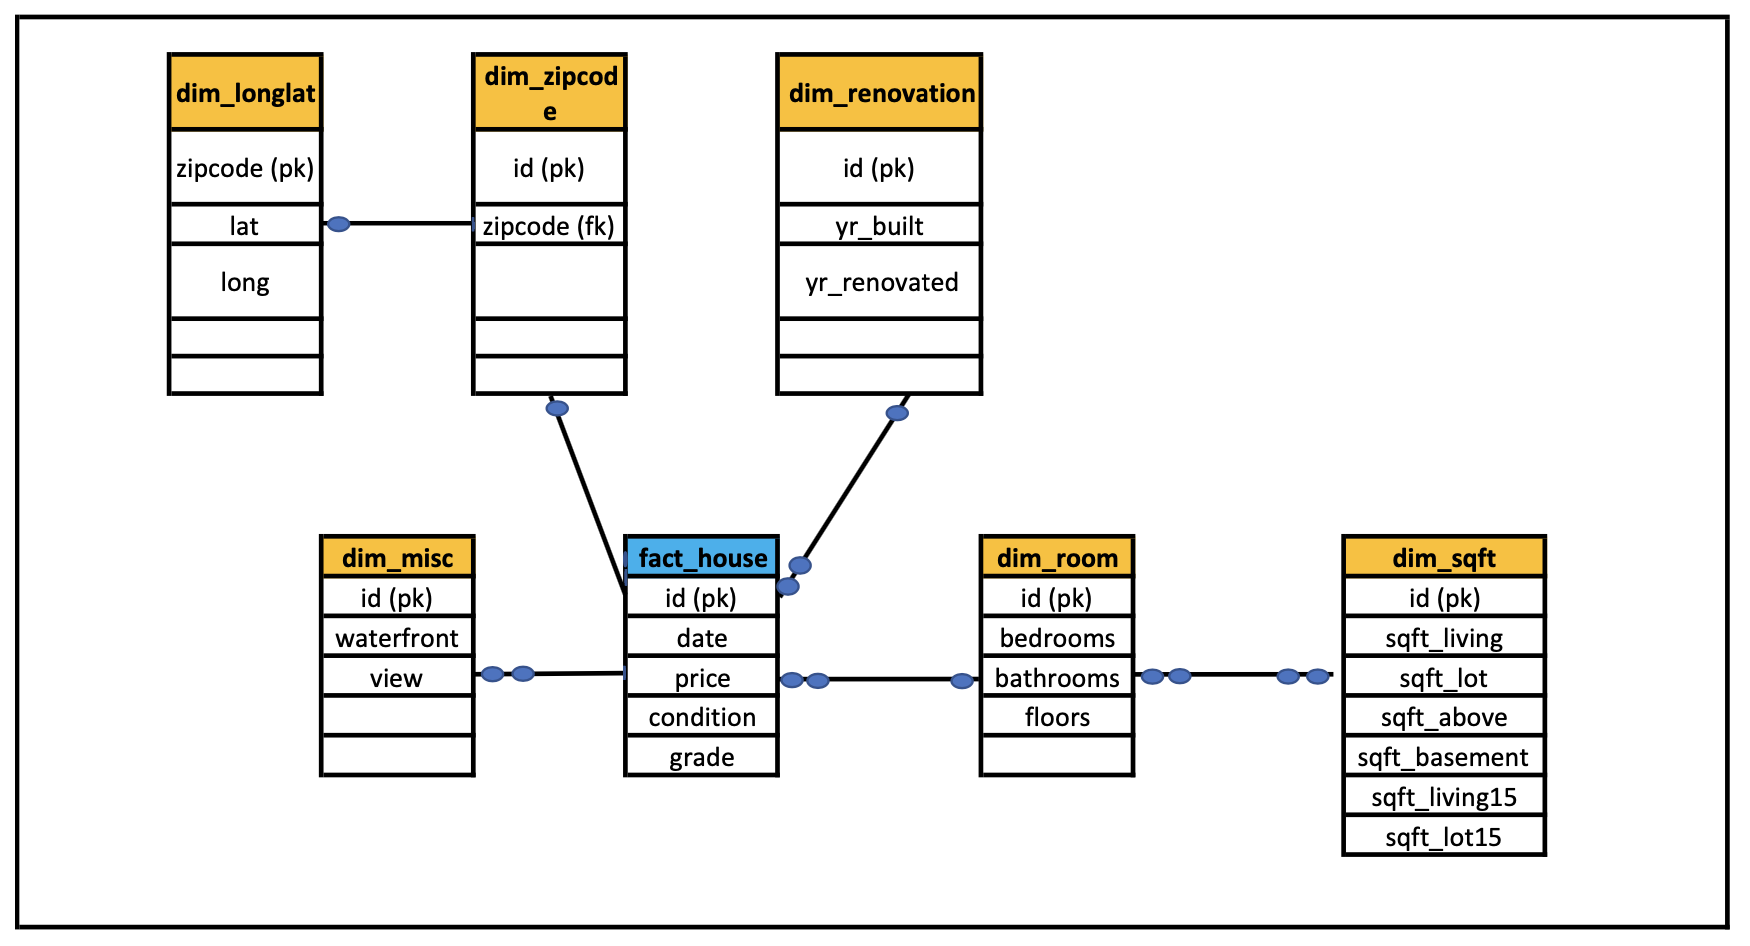 dim_longlat
zipcode (pk)
lat
long
dim_zipcod
e
id (pk)
zipcode (fk)
dim_renovation
id (pk)
yr_built
yr_renovated
dim_misc
id (pk)
waterfront
view
fact_house
id (pk)
date
price
condition
grade
dim_room
id (pk)
bedrooms
bathrooms
floors
dim_sqft
id (pk)
sqft_living
sqft_lot
sqft_above
sqft_basement
sqft_living15
sqft_lot15